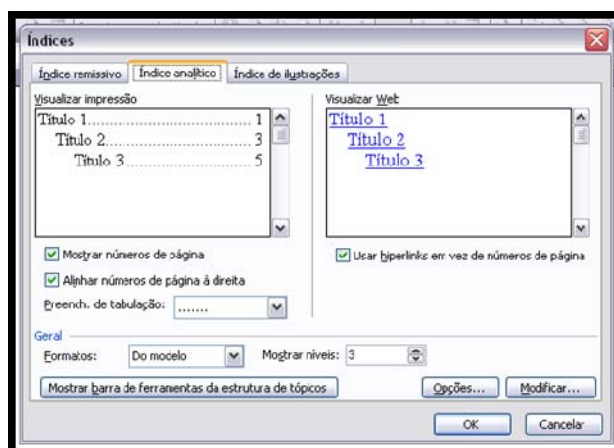 Índices
Índice remissivo Índice analítico Índice de ilustrações
Visualizar impressão
Título 1 ........................................ 1
Título 2 .................................... 3
Título 3 ................................ 5
Visualizar Web
Título 1
Título 2
Título 3
Mostrar números de página
Alinhar números de página à direita
Preench. de tabulação: .......
Usar hiperlinks em vez de números de página
Geral
Formatos: Do modelo Mostrar níveis: 3
Mostrar barra de ferramentas da estrutura de tópicos Opções... Modificar...
OK Cancelar